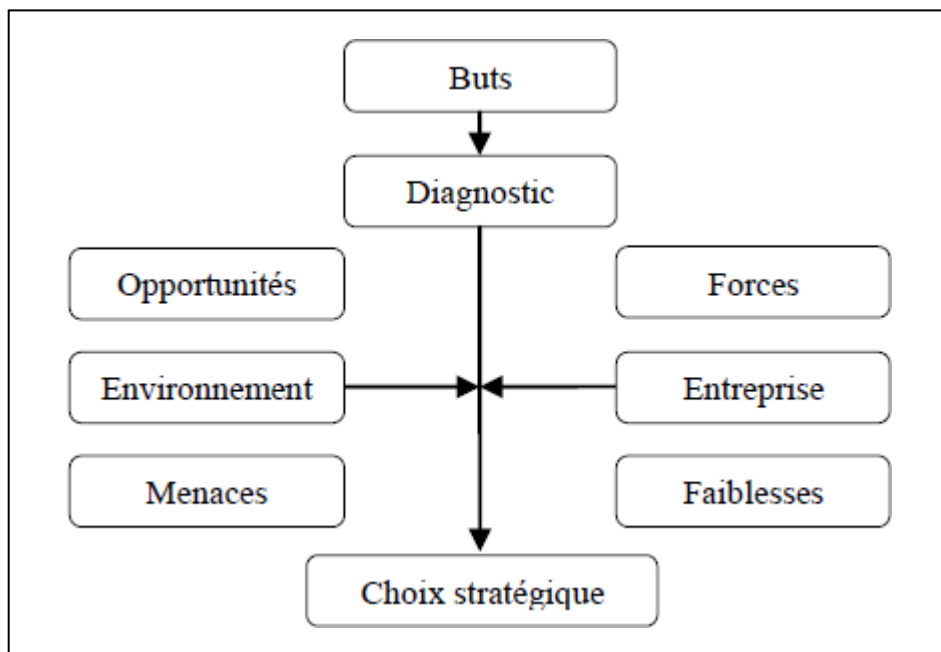 Buts
Diagnostic
Opportunités
Forces
Environnement
Entreprise
Menaces
Faiblesses
Choix stratégique